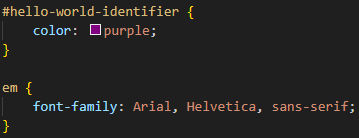 #hello-world-identifier {
    color: purple;
}

em {
    font-family: Arial, Helvetica, sans-serif;
}